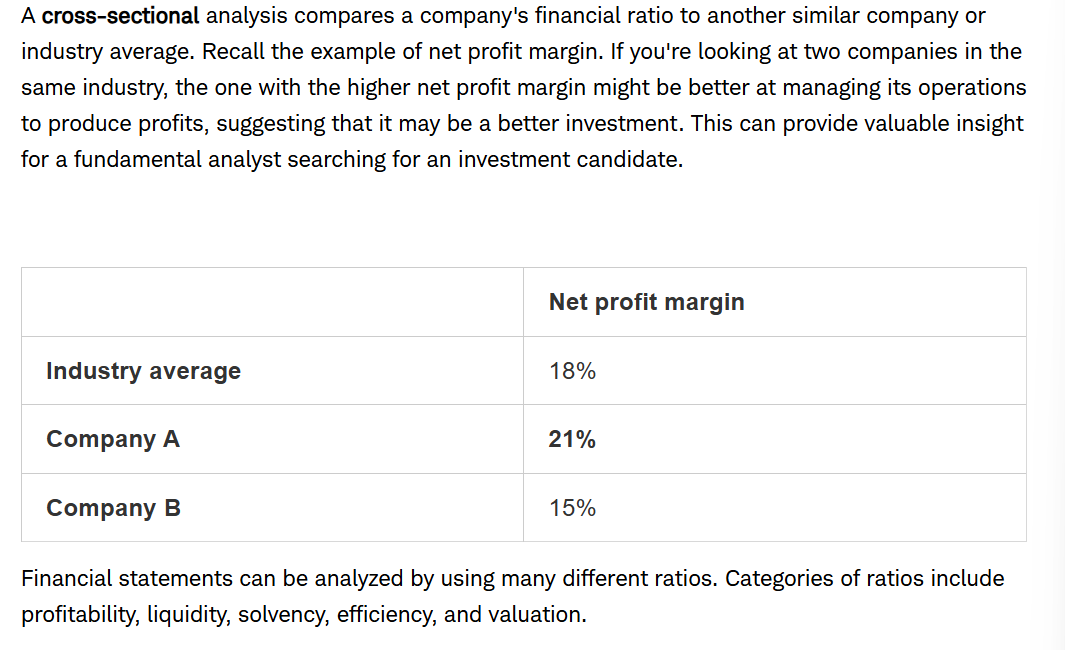 A cross-sectional analysis compares a company's financial ratio to another similar company or
industry average. Recall the example of net profit margin. If you're looking at two companies in the
same industry, the one with the higher net profit margin might be better at managing its operations
to produce profits, suggesting that it may be a better investment. This can provide valuable insight
for a fundamental analyst searching for an investment candidate.
Net profit margin
Industry average 18%
Company A 21%
Company B 15%
Financial statements can be analyzed by using many different ratios. Categories of ratios include
profitability, liquidity, solvency, efficiency, and valuation.